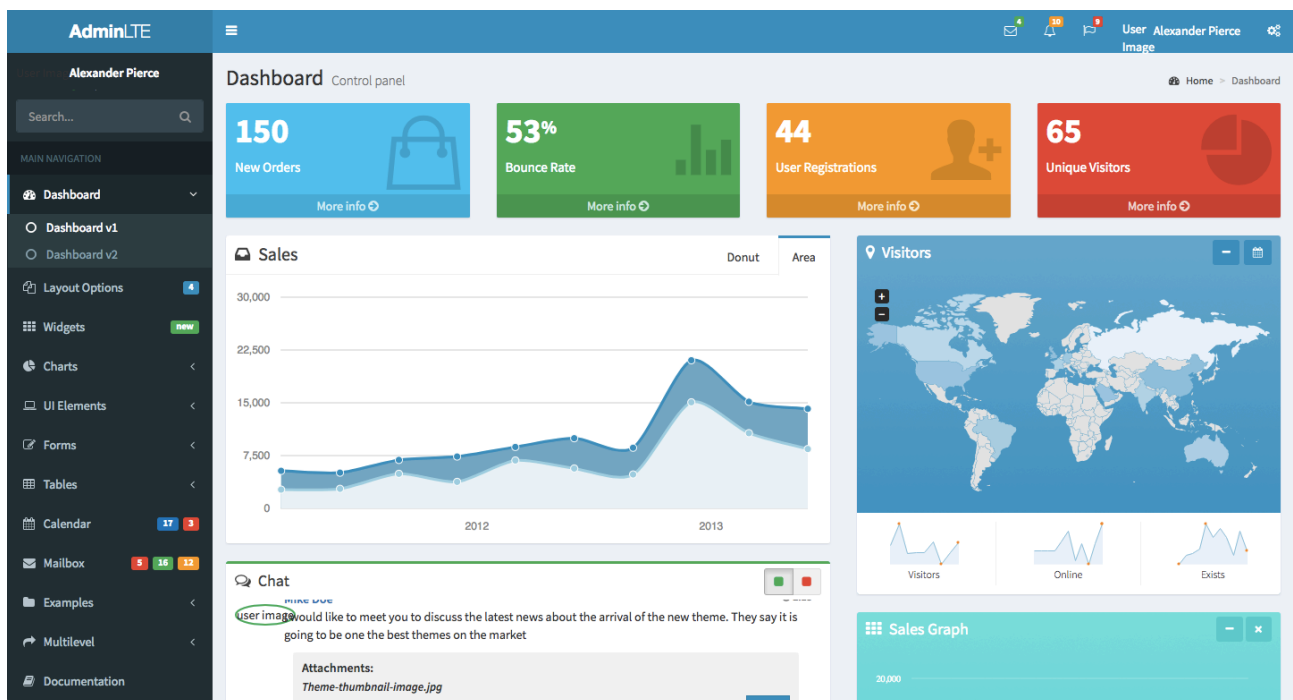 AdminLTE
4
10
9
User Image
Alexander Pierce
Alexander Pierce
Search...
MAIN NAVIGATION
Dashboard
Dashboard v1
Dashboard v2
Layout Options 4
Widgets new
Charts
UI Elements
Forms
Tables
Calendar 17 3
Mailbox 5 16 12
Examples
Multilevel
Documentation
Dashboard Control panel
Home > Dashboard
150
New Orders
More info
53%
Bounce Rate
More info
44
User Registrations
More info
65
Unique Visitors
More info
Sales
Donut
Area
30,000
22,500
15,000
7,500
0
2012
2013
Chat
Mike Doe
user image
I would like to meet you to discuss the latest news about the arrival of the new theme. They say it is
going to be one the best themes on the market
Attachments:
Theme-thumbnail-image.jpg
Visitors
+
−
Visitors
Online
Exists
Sales Graph
20,000